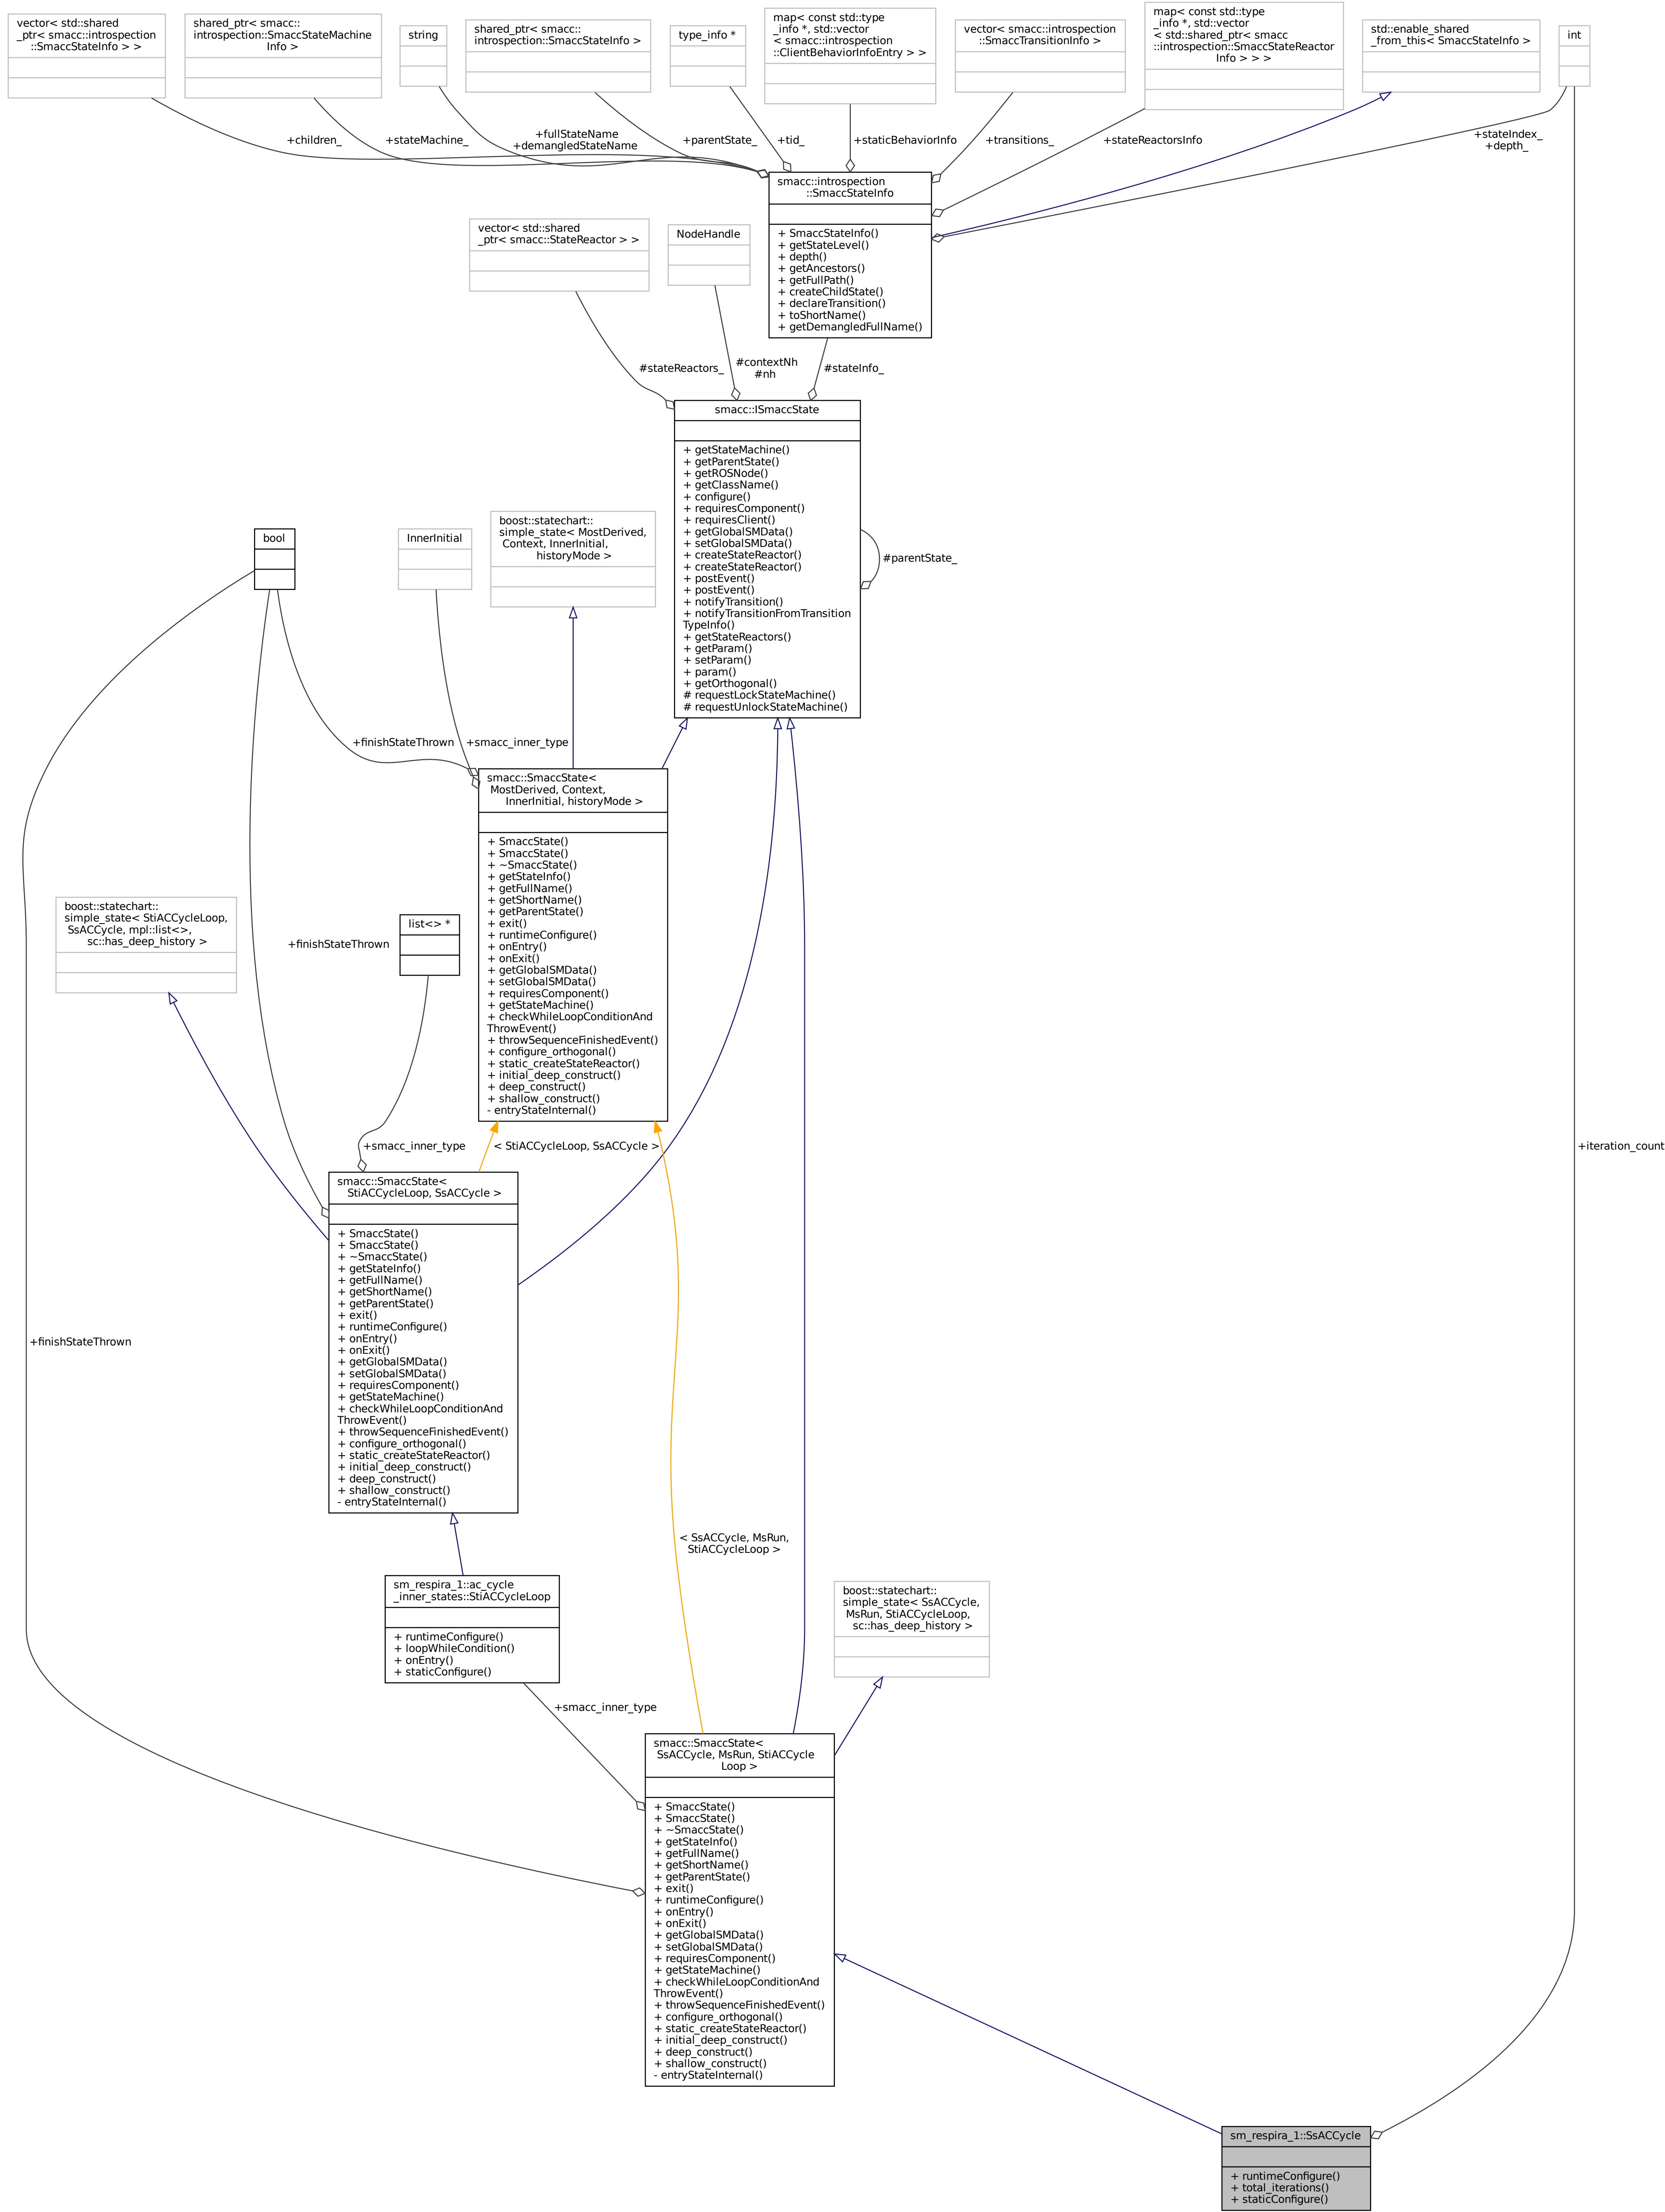 vector< std::shared
_ptr< smacc::introspection
::SmaccStateInfo > >
shared_ptr< smacc::
introspection::SmaccStateMachine
Info >
string
shared_ptr< smacc::
introspection::SmaccStateInfo >
type_info *
map< const std::type
_info *, std::vector
< smacc::introspection
::ClientBehaviorInfoEntry > >
vector< smacc::introspection
::SmaccTransitionInfo >
map< const std::type
_info *, std::vector
< std::shared_ptr< smacc
::introspection::SmaccStateReactor
Info > > >
std::enable_shared
_from_this< SmaccStateInfo >
int
+children_
+stateMachine_
+fullStateName
+demangledStateName
+parentState_
+tid_
+staticBehaviorInfo
+transitions_
+stateReactorsInfo
+stateIndex_
+depth_
smacc::introspection
::SmaccStateInfo
+ SmaccStateInfo()
+ getStateLevel()
+ depth()
+ getAncestors()
+ getFullPath()
+ createChildState()
+ declareTransition()
+ toShortName()
+ getDemangledFullName()
vector< std::shared
_ptr< smacc::StateReactor > >
NodeHandle
#stateReactors_
#contextNh
#nh
#stateInfo_
smacc::ISmaccState
+ getStateMachine()
+ getParentState()
+ getROSNode()
+ getClassName()
+ configure()
+ requiresComponent()
+ requiresClient()
+ getGlobalSMData()
+ setGlobalSMData()
+ createStateReactor()
+ createStateReactor()
+ postEvent()
+ postEvent()
+ notifyTransition()
+ notifyTransitionFromTransition
TypeInfo()
+ getStateReactors()
+ getParam()
+ setParam()
+ param()
+ getOrthogonal()
# requestLockStateMachine()
# requestUnlockStateMachine()
#parentState_
bool
InnerInitial
boost::statechart::
simple_state< MostDerived,
Context, InnerInitial,
historyMode >
+finishStateThrown
+smacc_inner_type
smacc::SmaccState<
MostDerived, Context,
InnerInitial, historyMode >
+ SmaccState()
+ SmaccState()
+ ~SmaccState()
+ getStateInfo()
+ getFullName()
+ getShortName()
+ getParentState()
+ exit()
+ runtimeConfigure()
+ onEntry()
+ onExit()
+ getGlobalSMData()
+ setGlobalSMData()
+ requiresComponent()
+ getStateMachine()
+ checkWhileLoopConditionAnd
ThrowEvent()
+ throwSequenceFinishedEvent()
+ configure_orthogonal()
+ static_createStateReactor()
+ initial_deep_construct()
+ deep_construct()
+ shallow_construct()
- entryStateInternal()
boost::statechart::
simple_state< StiACCycleLoop,
SsACCycle, mpl::list<>,
sc::has_deep_history >
+finishStateThrown
list<> *
+smacc_inner_type
< StiACCycleLoop, SsACCycle >
+iteration_count
smacc::SmaccState<
StiACCycleLoop, SsACCycle >
+ SmaccState()
+ SmaccState()
+ ~SmaccState()
+ getStateInfo()
+ getFullName()
+ getShortName()
+ getParentState()
+ exit()
+ runtimeConfigure()
+ onEntry()
+ onExit()
+ getGlobalSMData()
+ setGlobalSMData()
+ requiresComponent()
+ getStateMachine()
+ checkWhileLoopConditionAnd
ThrowEvent()
+ throwSequenceFinishedEvent()
+ configure_orthogonal()
+ static_createStateReactor()
+ initial_deep_construct()
+ deep_construct()
+ shallow_construct()
- entryStateInternal()
+finishStateThrown
< SsACCycle, MsRun,
StiACCycleLoop >
sm_respira_1::ac_cycle
_inner_states::StiACCycleLoop
+ runtimeConfigure()
+ loopWhileCondition()
+ onEntry()
+ staticConfigure()
boost::statechart::
simple_state< SsACCycle,
MsRun, StiACCycleLoop,
sc::has_deep_history >
+smacc_inner_type
smacc::SmaccState<
SsACCycle, MsRun, StiACCycle
Loop >
+ SmaccState()
+ SmaccState()
+ ~SmaccState()
+ getStateInfo()
+ getFullName()
+ getShortName()
+ getParentState()
+ exit()
+ runtimeConfigure()
+ onEntry()
+ onExit()
+ getGlobalSMData()
+ setGlobalSMData()
+ requiresComponent()
+ getStateMachine()
+ checkWhileLoopConditionAnd
ThrowEvent()
+ throwSequenceFinishedEvent()
+ configure_orthogonal()
+ static_createStateReactor()
+ initial_deep_construct()
+ deep_construct()
+ shallow_construct()
- entryStateInternal()
sm_respira_1::SsACCycle
+ runtimeConfigure()
+ total_iterations()
+ staticConfigure()